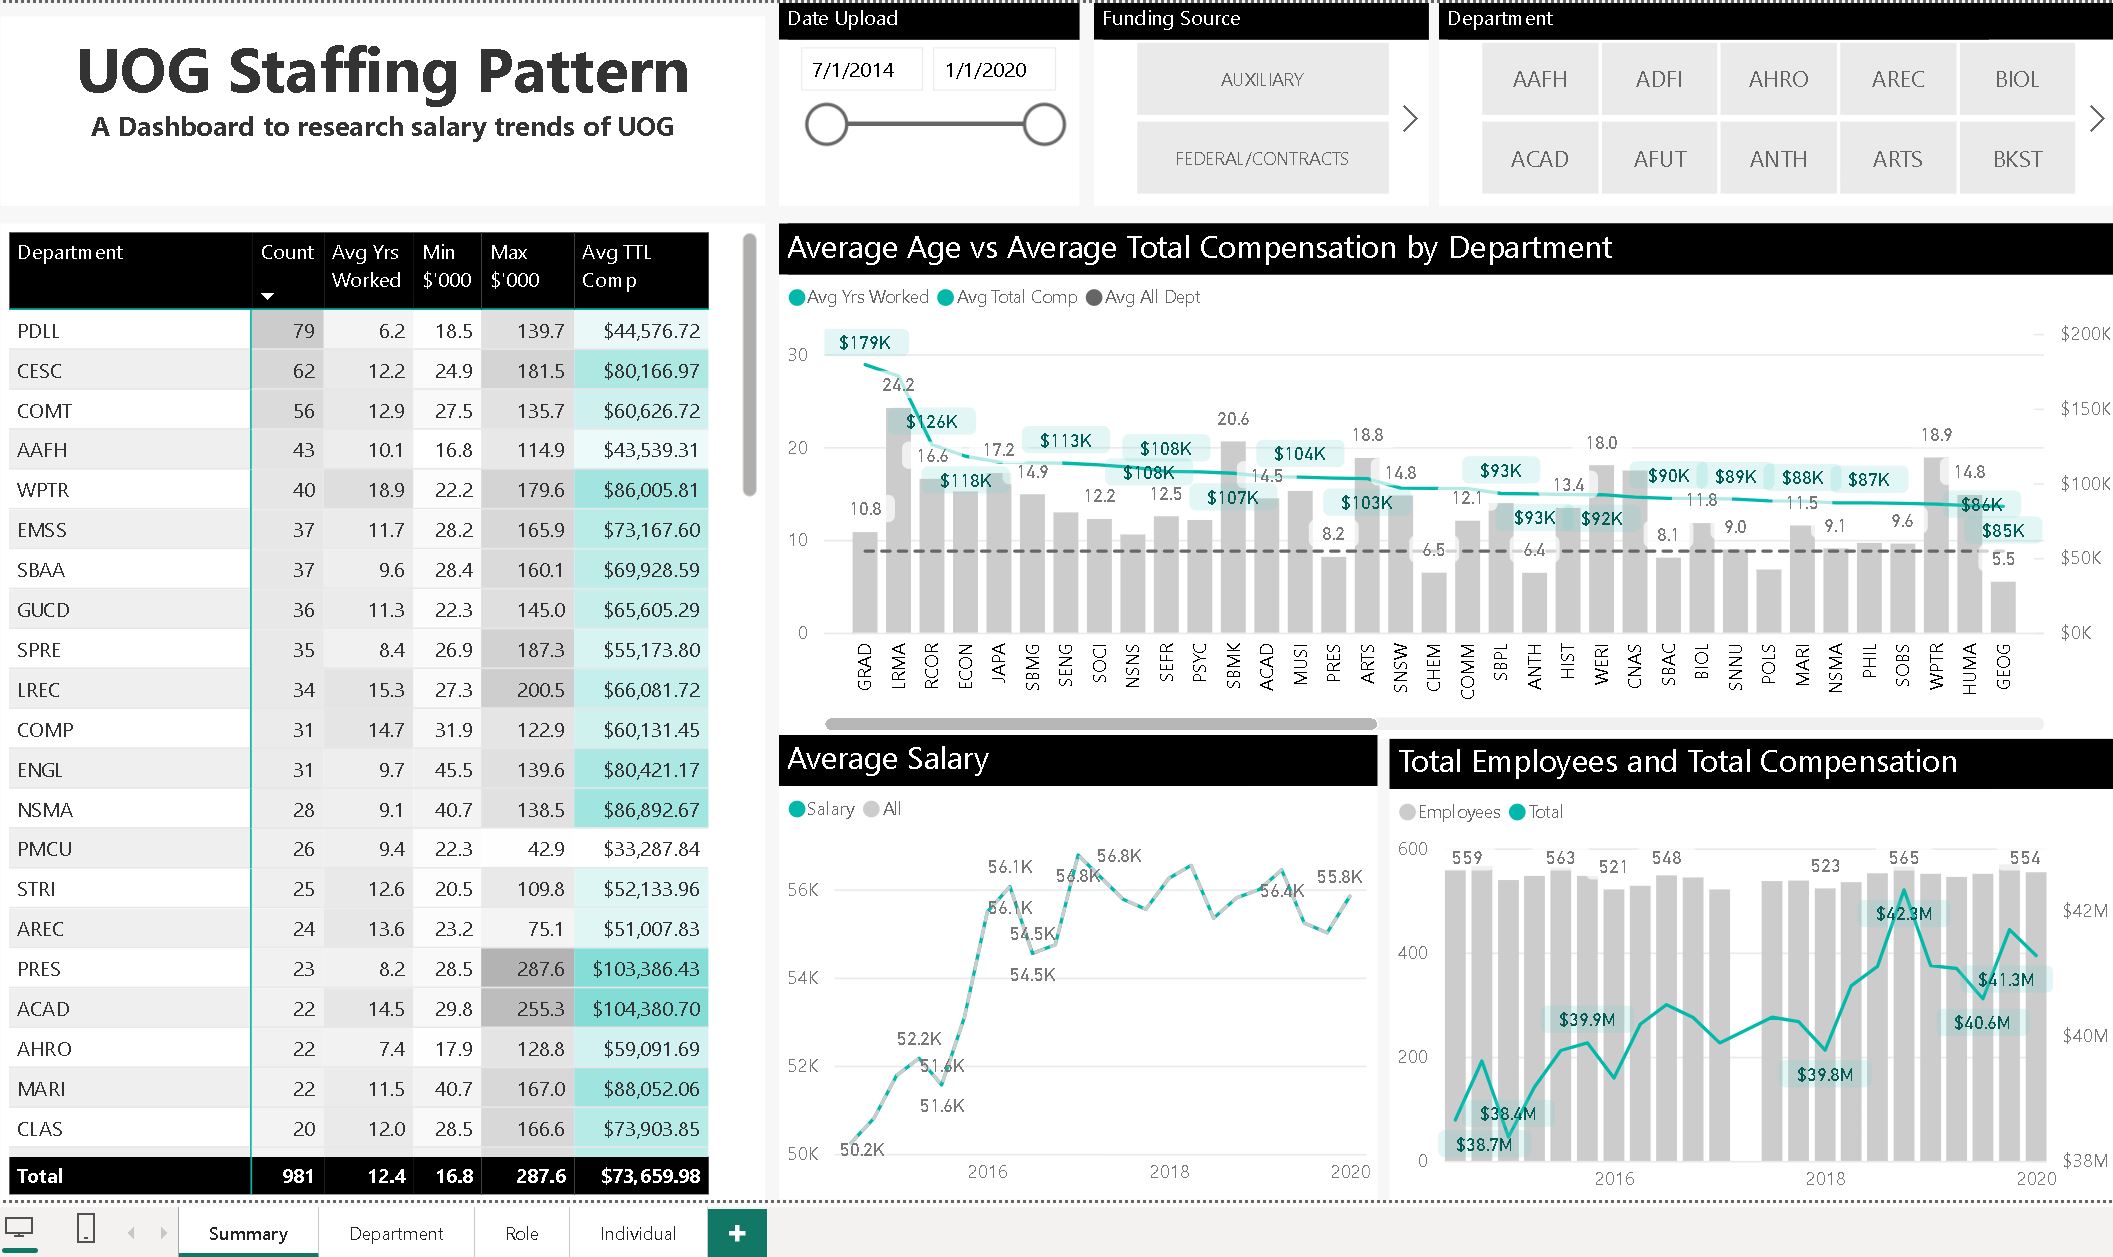 UOG Staffing Pattern
A Dashboard to research salary trends of UOG
Date Upload
7/1/2014 1/1/2020
Funding Source
AUXILIARY
FEDERAL/CONTRACTS
Department
AAFH ADFI AHRO AREC BIOL
ACAD AFUT ANTH ARTS BKST
Department Count Avg Yrs Worked Min $'000 Max $'000 Avg TTL Comp
PDLL 79 6.2 18.5 139.7 $44,576.72
CESC 62 12.2 24.9 181.5 $80,166.97
COMT 56 12.9 27.5 135.7 $60,626.72
AAFH 43 10.1 16.8 114.9 $43,539.31
WPTR 40 18.9 22.2 179.6 $86,005.81
EMSS 37 11.7 28.2 165.9 $73,167.60
SBAA 37 9.6 28.4 160.1 $69,928.59
GUCD 36 11.3 22.3 145.0 $65,605.29
SPRE 35 8.4 26.9 187.3 $55,173.80
LREC 34 15.3 27.3 200.5 $66,081.72
COMP 31 14.7 31.9 122.9 $60,131.45
ENGL 31 9.7 45.5 139.6 $80,421.17
NSMA 28 9.1 40.7 138.5 $86,892.67
PMCU 26 9.4 22.3 42.9 $33,287.84
STRI 25 12.6 20.5 109.8 $52,133.96
AREC 24 13.6 23.2 75.1 $51,007.83
PRES 23 8.2 28.5 287.6 $103,386.43
ACAD 22 14.5 29.8 255.3 $104,380.70
AHRO 22 7.4 17.9 128.8 $59,091.69
MARI 22 11.5 40.7 167.0 $88,052.06
CLAS 20 12.0 28.5 166.6 $73,903.85
Total 981 12.4 16.8 287.6 $73,659.98
Average Age vs Average Total Compensation by Department
Avg Yrs Worked Avg Total Comp Avg All Dept
30 20 10 0
$200K $150K $100K $50K $0K
$179K $126K $118K $113K $108K $108K $107K $104K $103K $93K $93K $92K $90K $89K $88K $87K $86K $85K
10.8 24.2 16.6 17.2 14.9 12.2 12.5 20.6 14.5 8.2 18.8 14.8 6.5 12.1 6.4 13.4 18.0 8.1 11.8 9.0 11.5 9.1 9.6 18.9 14.8 5.5
GRAD LRMA RCOR ECON JAPA SBMG SENG SOCI NSNS SEFR PSYC SBMK ACAD MUSI PRES ARTS SNSW CHEM COMM SBPL ANTH HIST WERI CNAS SBAC BIOL SNNU POLS MARI NSMA PHIL SOBS WPTR HUMA GEOG
Average Salary
Salary All
56K 54K 52K 50K
50.2K 52.2K 51.6K 51.6K 56.1K 56.1K 54.5K 54.5K 56.8K 56.8K 56.4K 55.8K
2016 2018 2020
Total Employees and Total Compensation
Employees Total
600 400 200 0
559 563 521 548 523 565 554
$42M $40M $38M
$38.7M $38.4M $39.9M $39.8M $42.3M $40.6M $41.3M
2016 2018 2020
Summary Department Role Individual +